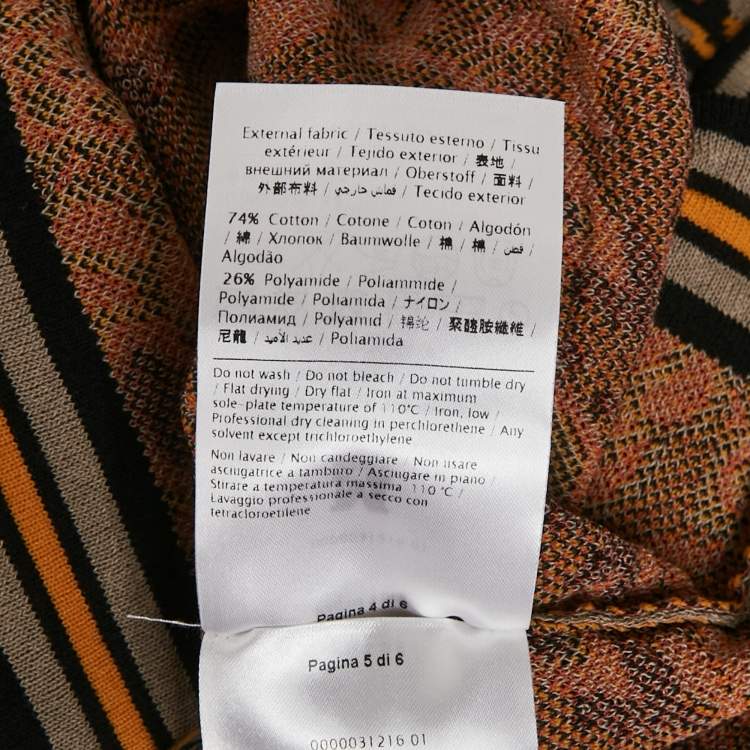 External fabric / Tessuto esterno / Tissu
extérieur / Tejido exterior / 表地 /
внешний материал / Oberstoff / 面料 /
外部布料 / قماش خارجي / Tecido exterior
74% Cotton / Cotone / Coton / Algodón
/ 綿 / Хлопок / Baumwolle / 棉 / 棉 / قطن /
Algodão
26% Polyamide / Poliammide /
Polyamide / Poliamida / ナイロン /
Полиамид / Polyamid / 锦纶 / 聚醯胺纖維 /
尼龍 / عديد الأميد / Poliamida
Do not wash / Do not bleach / Do not tumble dry
/ Flat drying / Dry flat / Iron at maximum
sole-plate temperature of 110°C / Iron, low /
Professional dry cleaning in perchlorethene / Any
solvent except trichloroethylene
Non lavare / Non candeggiare / Non usare
asciugatrice a tamburo / Asciugare in piano /
Stirare a temperatura massima 110°C /
Lavaggio professionale a secco con
tetracloroetilene
Pagina 4 di 6
Pagina 5 di 6
0000031216 01